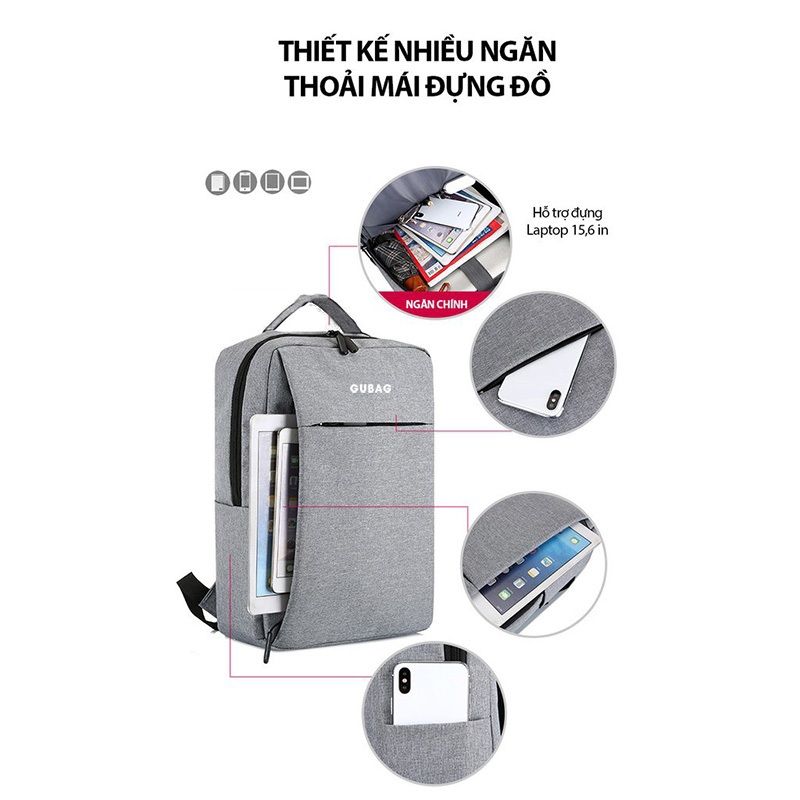 THIẾT KẾ NHIỀU NGĂN
THOẢI MÁI ĐỰNG ĐỒ
Hỗ trợ đựng
Laptop 15,6 in
NGĂN CHÍNH
GUBAG